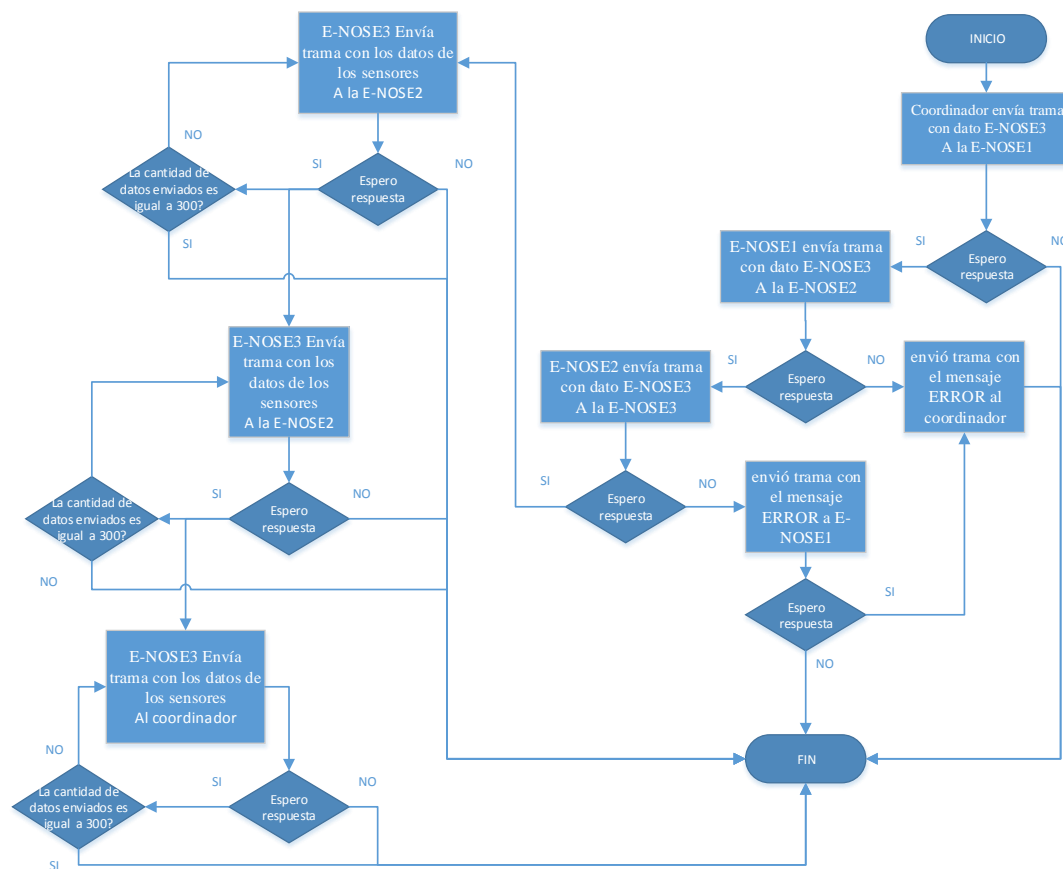 INICIO
Coordinador envía trama
con dato E-NOSE3
A la E-NOSE1
Espero
respuesta
SI
NO
E-NOSE1 envía trama
con dato E-NOSE3
A la E-NOSE2
Espero
respuesta
SI
NO
envió trama con
el mensaje
ERROR al
coordinador
E-NOSE2 envía trama
con dato E-NOSE3
A la E-NOSE3
Espero
respuesta
SI
NO
envió trama con
el mensaje
ERROR a E-
NOSE1
Espero
respuesta
SI
NO
FIN
E-NOSE3 Envía
trama con los datos de
los sensores
A la E-NOSE2
Espero
respuesta
SI
NO
La cantidad de
datos enviados es
igual a 300?
NO
SI
E-NOSE3 Envía
trama con los
datos de los
sensores
A la E-NOSE2
Espero
respuesta
SI
NO
La cantidad de
datos enviados es
igual a 300?
NO
E-NOSE3 Envía
trama con los datos de
los sensores
Al coordinador
Espero
respuesta
SI
NO
La cantidad de
datos enviados es
igual a 300?
NO
SI